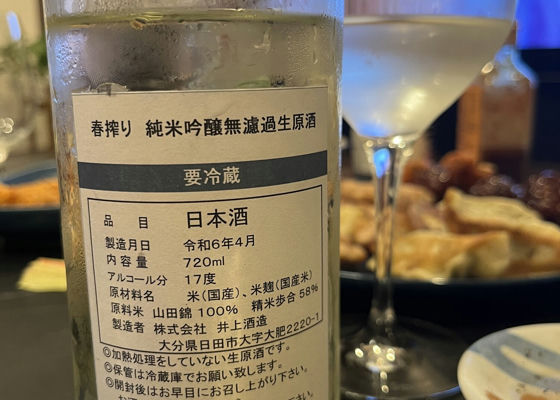 春搾り 純米吟醸無濾過生原酒
要冷蔵
品目 日本酒
製造月日 令和6年4月
内容量 720ml
アルコール分 17度
原材料名 米(国産)、米麹(国産米)
原料米 山田錦 100% 精米歩合 58%
製造者 株式会社 井上酒造
大分県日田市大字大肥2220-1
◎加熱処理をしていない生原酒です。
◎保管は冷蔵庫でお願い致します。
◎開封後はお早目にお召し上がり下さい。